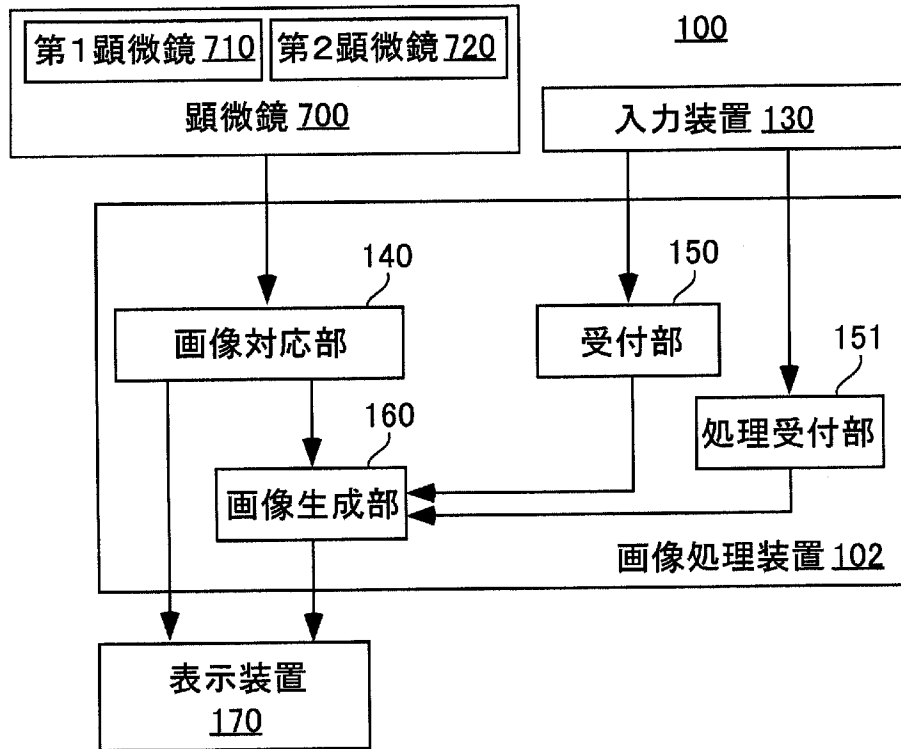 100
第1顕微鏡 710
第2顕微鏡 720
顕微鏡 700
入力装置 130
140
画像対応部
150
受付部
151
処理受付部
160
画像生成部
画像処理装置 102
表示装置
170